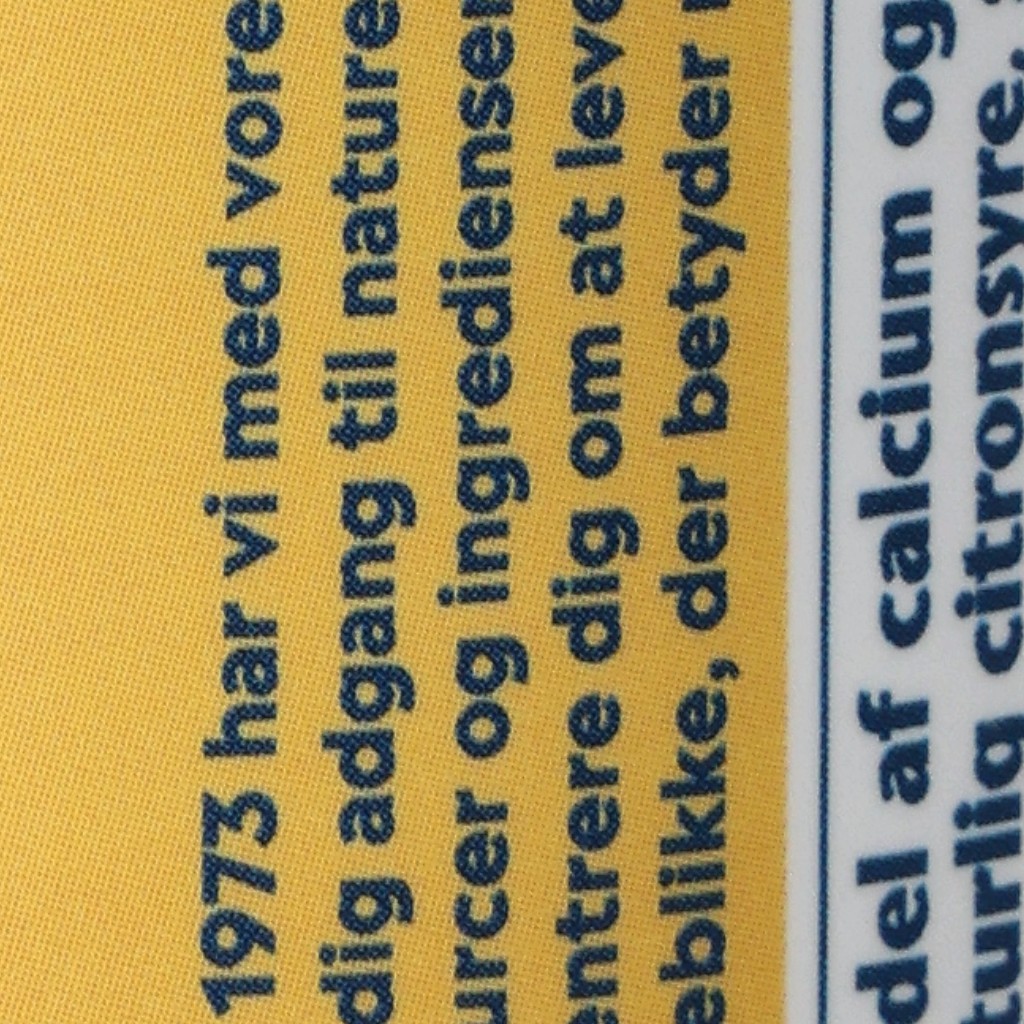 1973 har vi med vore
dig adgang til nature
urcer og ingredienser
entrere dig om at leve
eblikke, der betyder
del af calcium og
turlig citronsyre,